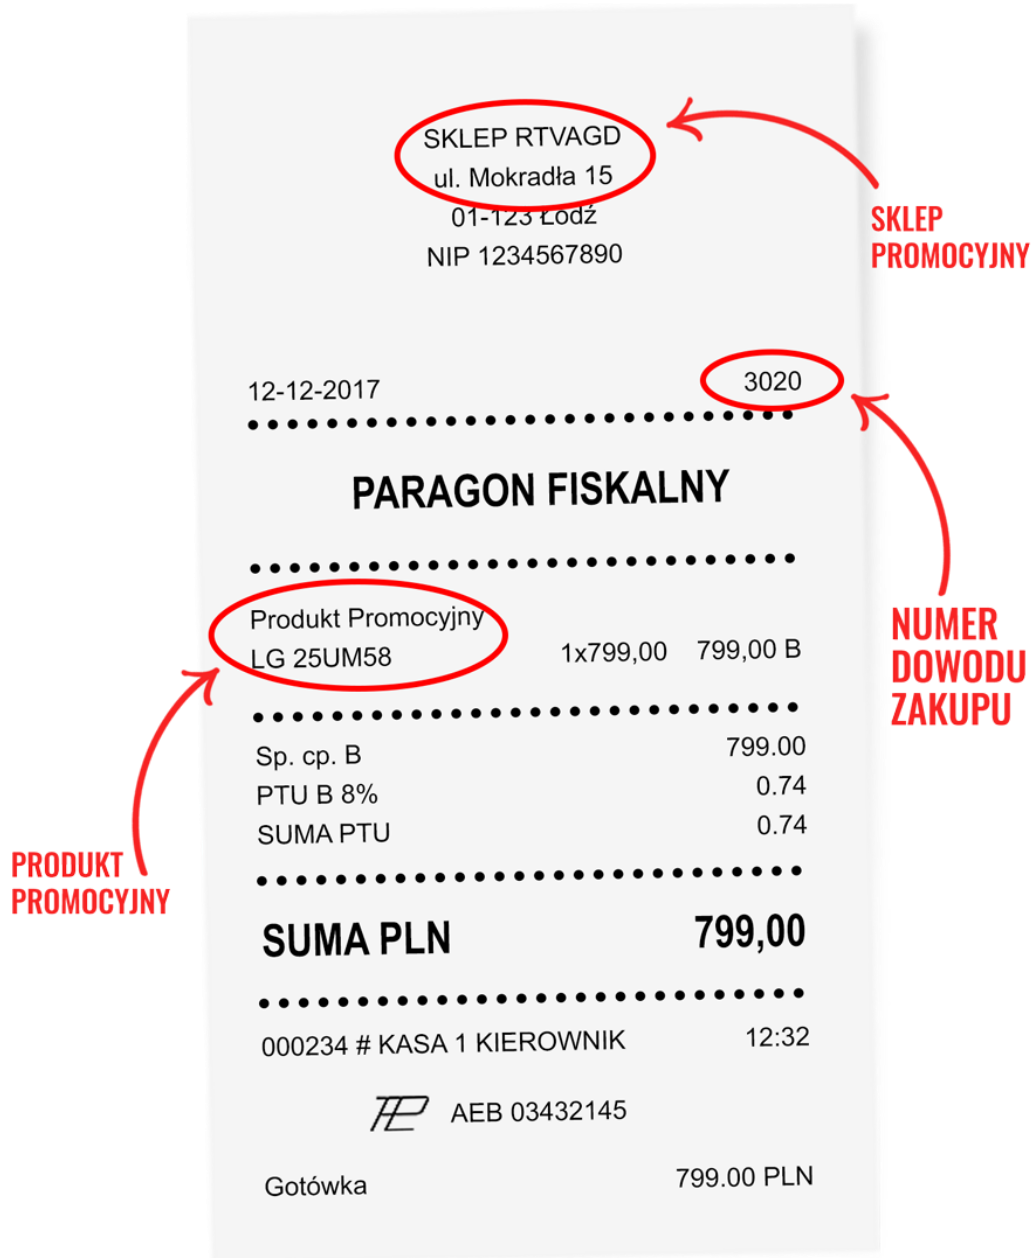 SKLEP RTVAGD
ul. Mokradła 15
01-123 Łodź
NIP 1234567890
SKLEP
PROMOCYJNY
12-12-2017 3020
PARAGON FISKALNY
NUMER
DOWODU
ZAKUPU
Produkt Promocyjny
LG 25UM58 1x799,00 799,00 B
Sp. cp. B 799.00
PTU B 8% 0.74
SUMA PTU 0.74
PRODUKT
PROMOCYJNY
SUMA PLN 799,00
000234 # KASA 1 KIEROWNIK 12:32
AEB 03432145
Gotówka 799.00 PLN